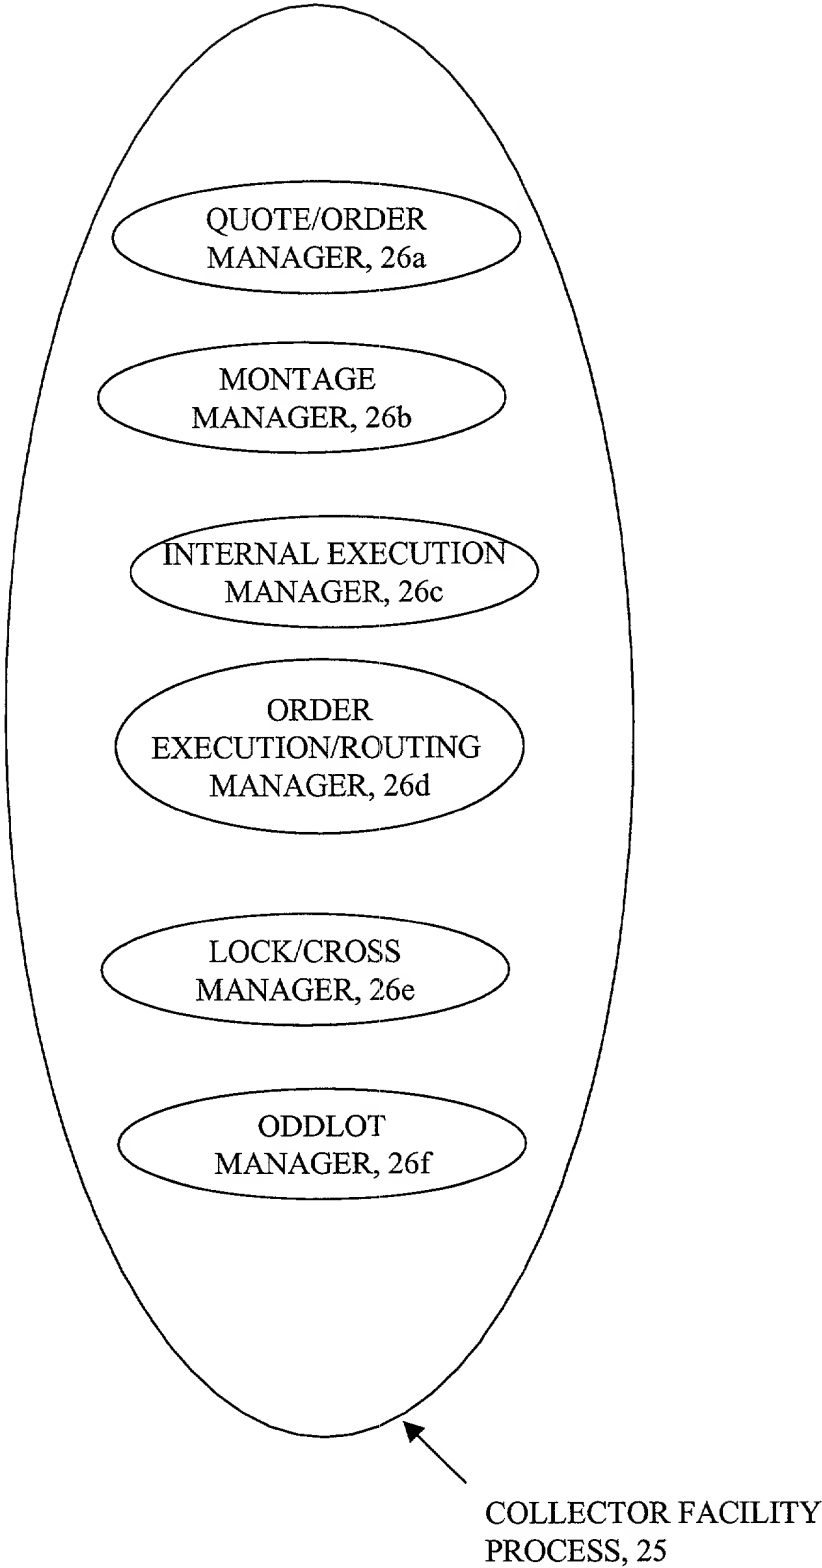 QUOTE/ORDER
MANAGER, 26a
MONTAGE
MANAGER, 26b
INTERNAL EXECUTION
MANAGER, 26c
ORDER
EXECUTION/ROUTING
MANAGER, 26d
LOCK/CROSS
MANAGER, 26e
ODDLOT
MANAGER, 26f
COLLECTOR FACILITY
PROCESS, 25